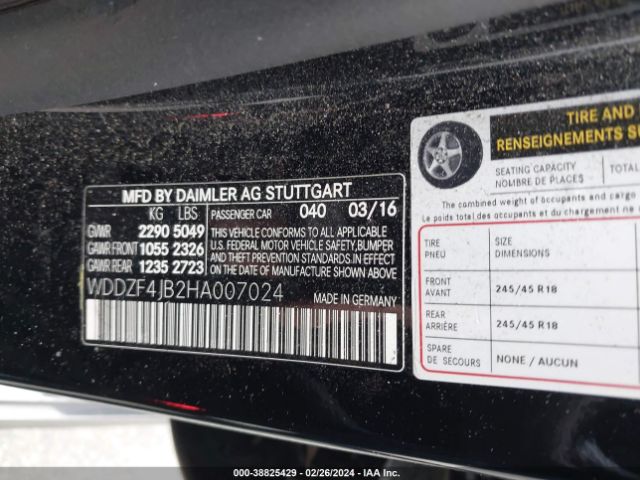 MFD BY DAIMLER AG STUTTGART
KG LBS PASSENGER CAR 040 03/16
GVWR 2290 5049
GAWR FRONT 1055 2326
GAWR REAR 1235 2723
THIS VEHICLE CONFORMS TO ALL APPLICABLE
U.S. FEDERAL MOTOR VEHICLE SAFETY, BUMPER
AND THEFT PREVENTION STANDARDS IN EFFECT
ON THE DATE OF MANUFACTURE SHOWN ABOVE.
WDDZF4JB2HA007024 MADE IN GERMANY
TIRE AND
RENSEIGNEMENTS
SEATING CAPACITY
NOMBRE DE PLACES
TOTAL
The combined weight of occupants and cargo
Le poids total des occupants et du chargement
TIRE SIZE
PNEU DIMENSIONS
FRONT
AVANT 245/45 R18
REAR
ARRIÈRE 245/45 R18
SPARE
DE SECOURS NONE / AUCUN
000-38825429 - 02/26/2024 - IAA Inc.